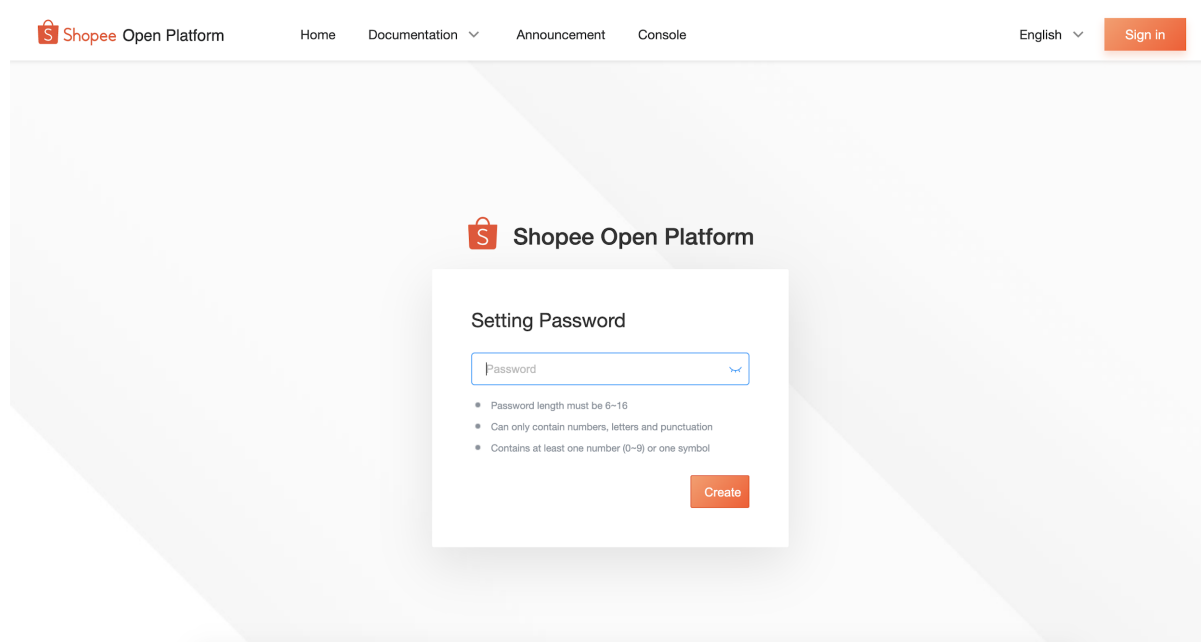 Shopee Open Platform Home Documentation Announcement Console English Sign in
Shopee Open Platform
Setting Password
Password
Password length must be 6~16
Can only contain numbers, letters and punctuation
Contains at least one number (0~9) or one symbol
Create